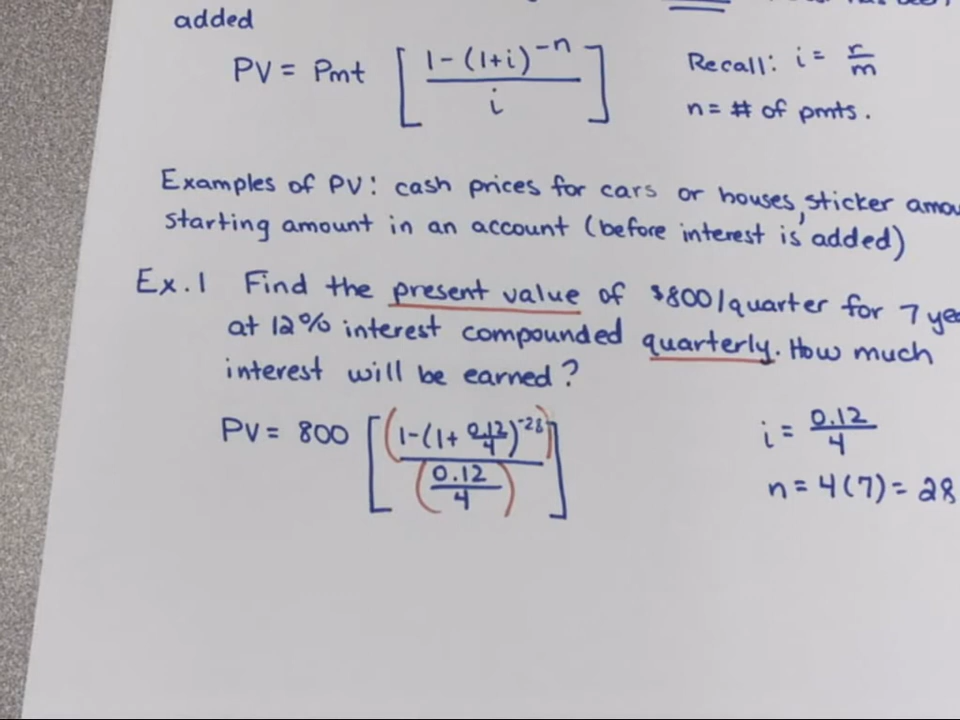 added
PV = Pmt [ 1-(1+i)^-n / i ] Recall: i = r/m
n = # of pmts.
Examples of PV: cash prices for cars or houses, sticker
starting amount in an account (before interest is added)
Ex. 1 Find the present value of $800/quarter for 7
at 12% interest compounded quarterly. How much
interest will be earned?
PV = 800 [ (1-(1+ 0.12/4)^-28) / (0.12/4) ] i = 0.12/4
n = 4(7) = 28